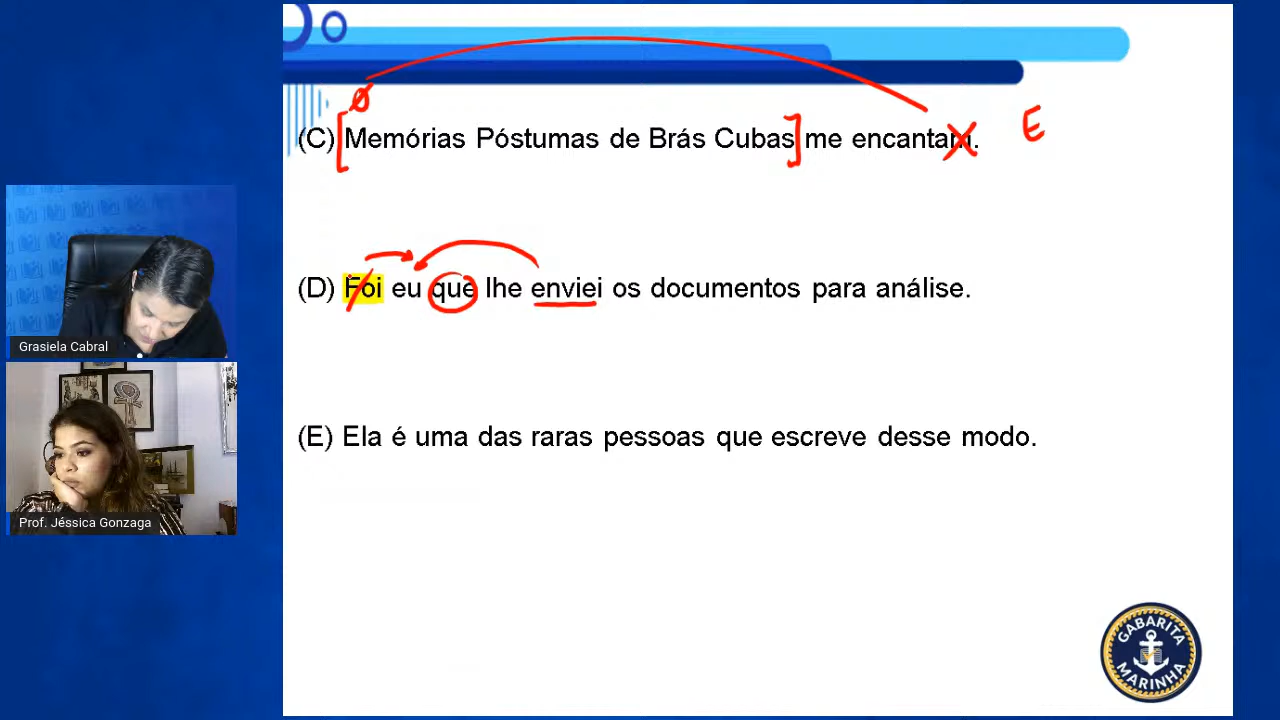 (C) [Memórias Póstumas de Brás Cubas] me encantam. E
(D) Foi eu que lhe enviei os documentos para análise.
Grasiela Cabral
(E) Ela é uma das raras pessoas que escreve desse modo.
Prof. Jéssica Gonzaga
GABARITA
MARINHA